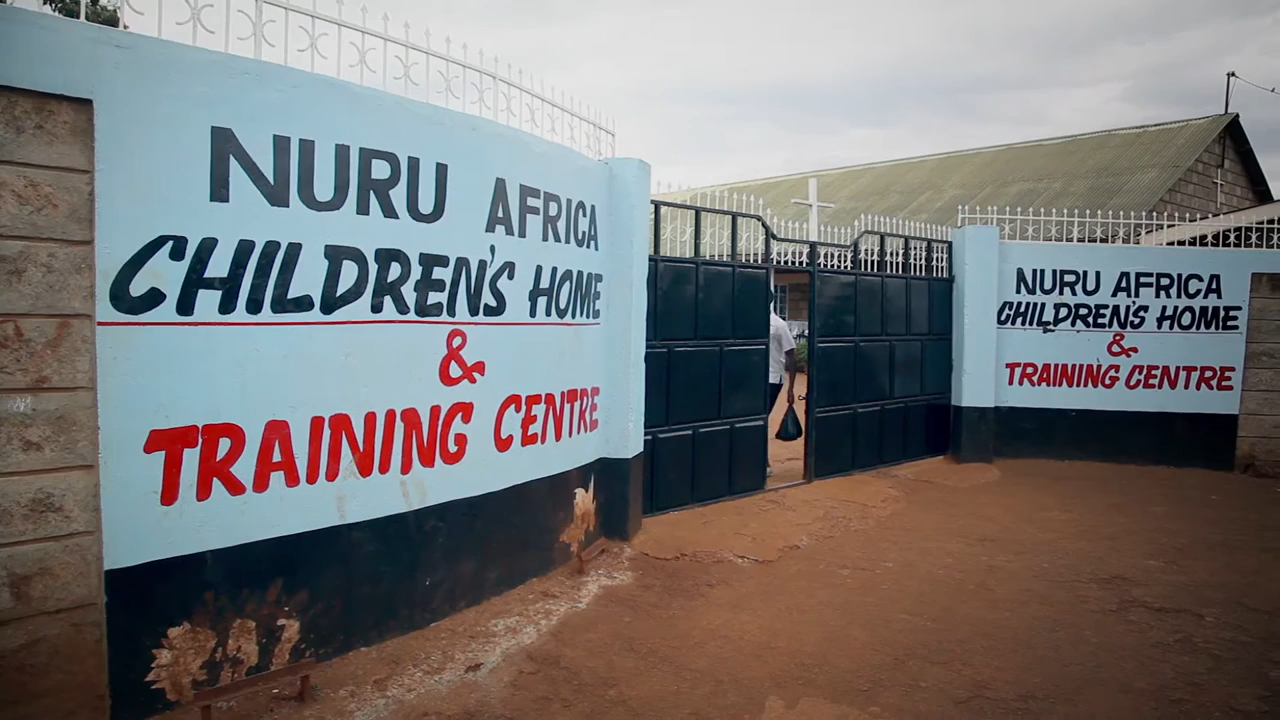 NURU AFRICA
CHILDREN'S HOME
&
TRAINING CENTRE
NURU AFRICA
CHILDREN'S HOME
&
TRAINING CENTRE